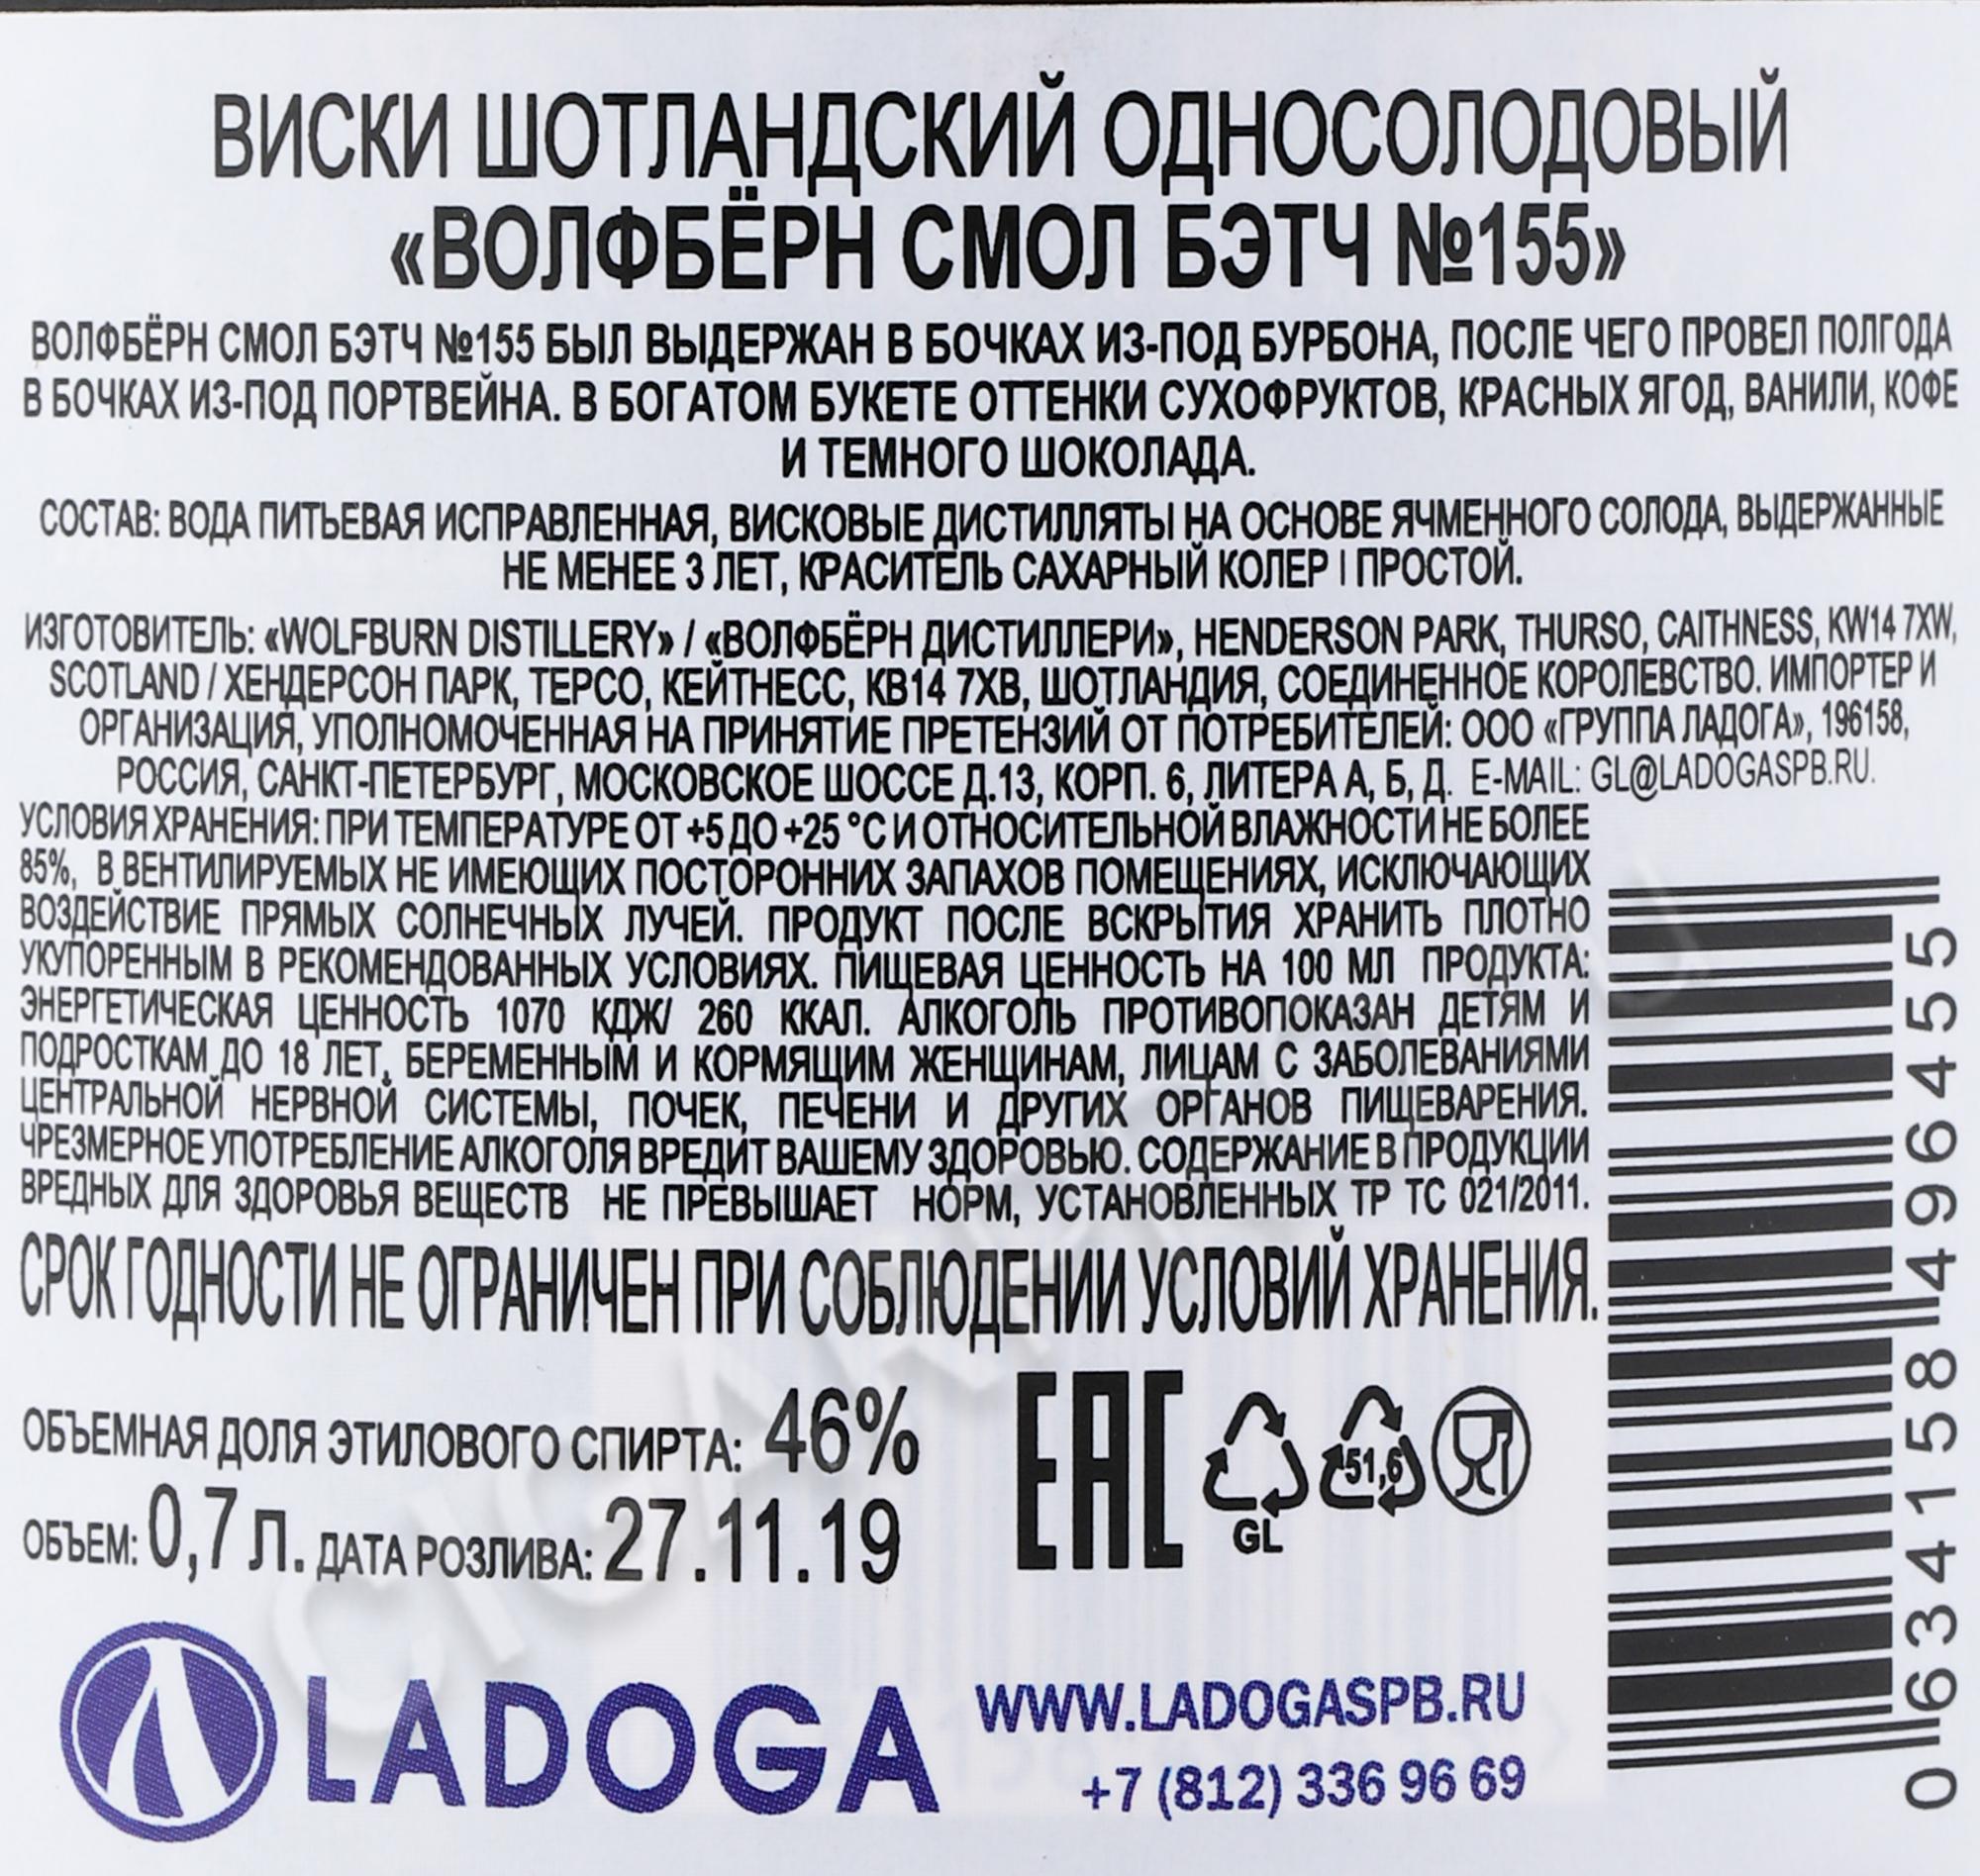 ВИСКИ ШОТЛАНДСКИЙ ОДНОСОЛОДОВЫЙ
«ВОЛФБЁРН СМОЛ БЭТЧ №155»
ВОЛФБЁРН СМОЛ БЭТЧ №155 БЫЛ ВЫДЕРЖАН В БОЧКАХ ИЗ-ПОД БУРБОНА, ПОСЛЕ ЧЕГО ПРОВЕЛ ПОЛГОДА
В БОЧКАХ ИЗ-ПОД ПОРТВЕЙНА. В БОГАТОМ БУКЕТЕ ОТТЕНКИ СУХОФРУКТОВ, КРАСНЫХ ЯГОД, ВАНИЛИ, КОФЕ
И ТЕМНОГО ШОКОЛАДА.
СОСТАВ: ВОДА ПИТЬЕВАЯ ИСПРАВЛЕННАЯ, ВИСКОВЫЕ ДИСТИЛЛЯТЫ НА ОСНОВЕ ЯЧМЕННОГО СОЛОДА, ВЫДЕРЖАННЫЕ
НЕ МЕНЕЕ 3 ЛЕТ, КРАСИТЕЛЬ САХАРНЫЙ КОЛЕР I ПРОСТОЙ.
ИЗГОТОВИТЕЛЬ: «WOLFBURN DISTILLERY» / «ВОЛФБЁРН ДИСТИЛЛЕРИ», HENDERSON PARK, THURSO, CAITHNESS, KW14 7XW,
SCOTLAND / ХЕНДЕРСОН ПАРК, ТЕРСО, КЕЙТНЕСС, КВ14 7ХВ, ШОТЛАНДИЯ, СОЕДИНЕННОЕ КОРОЛЕВСТВО. ИМПОРТЕР И
ОРГАНИЗАЦИЯ, УПОЛНОМОЧЕННАЯ НА ПРИНЯТИЕ ПРЕТЕНЗИЙ ОТ ПОТРЕБИТЕЛЕЙ: ООО «ГРУППА ЛАДОГА», 196158,
РОССИЯ, САНКТ-ПЕТЕРБУРГ, МОСКОВСКОЕ ШОССЕ Д.13, КОРП. 6, ЛИТЕРА А, Б, Д. E-MAIL: GL@LADOGASPB.RU.
УСЛОВИЯ ХРАНЕНИЯ: ПРИ ТЕМПЕРАТУРЕ ОТ +5 ДО +25 °С И ОТНОСИТЕЛЬНОЙ ВЛАЖНОСТИ НЕ БОЛЕЕ
85%, В ВЕНТИЛИРУЕМЫХ НЕ ИМЕЮЩИХ ПОСТОРОННИХ ЗАПАХОВ ПОМЕЩЕНИЯХ, ИСКЛЮЧАЮЩИХ
ВОЗДЕЙСТВИЕ ПРЯМЫХ СОЛНЕЧНЫХ ЛУЧЕЙ. ПРОДУКТ ПОСЛЕ ВСКРЫТИЯ ХРАНИТЬ ПЛОТНО
УКУПОРЕННЫМ В РЕКОМЕНДОВАННЫХ УСЛОВИЯХ. ПИЩЕВАЯ ЦЕННОСТЬ НА 100 МЛ ПРОДУКТА:
ЭНЕРГЕТИЧЕСКАЯ ЦЕННОСТЬ 1070 КДЖ/ 260 ККАЛ. АЛКОГОЛЬ ПРОТИВОПОКАЗАН ДЕТЯМ И
ПОДРОСТКАМ ДО 18 ЛЕТ, БЕРЕМЕННЫМ И КОРМЯЩИМ ЖЕНЩИНАМ, ЛИЦАМ С ЗАБОЛЕВАНИЯМИ
ЦЕНТРАЛЬНОЙ НЕРВНОЙ СИСТЕМЫ, ПОЧЕК, ПЕЧЕНИ И ДРУГИХ ОРГАНОВ ПИЩЕВАРЕНИЯ.
ЧРЕЗМЕРНОЕ УПОТРЕБЛЕНИЕ АЛКОГОЛЯ ВРЕДИТ ВАШЕМУ ЗДОРОВЬЮ. СОДЕРЖАНИЕ В ПРОДУКЦИИ
ВРЕДНЫХ ДЛЯ ЗДОРОВЬЯ ВЕЩЕСТВ НЕ ПРЕВЫШАЕТ НОРМ, УСТАНОВЛЕННЫХ ТР ТС 021/2011.
СРОК ГОДНОСТИ НЕ ОГРАНИЧЕН ПРИ СОБЛЮДЕНИИ УСЛОВИЙ ХРАНЕНИЯ.
ОБЪЕМНАЯ ДОЛЯ ЭТИЛОВОГО СПИРТА: 46%
ОБЪЕМ: 0,7 Л. ДАТА РОЗЛИВА: 27.11.19
EAC
GL
51,6
LADOGA
WWW.LADOGASPB.RU
+7 (812) 336 96 69
0 634158 496455